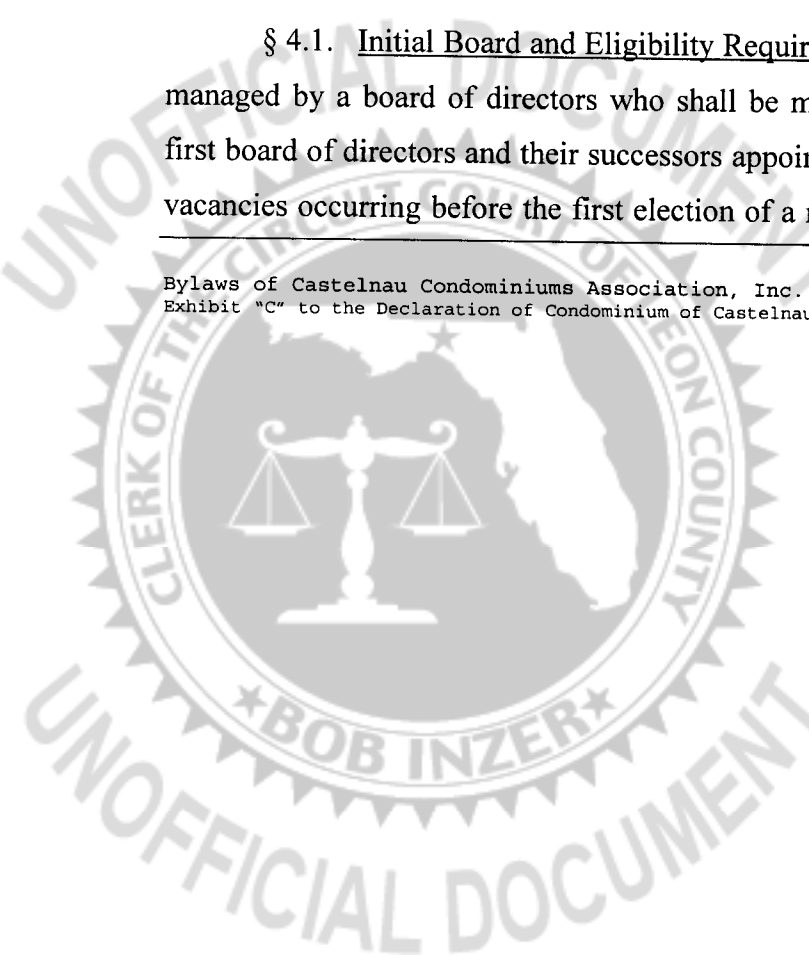 § 4.1. Initial Board and Eligibility Requir
managed by a board of directors who shall be m
first board of directors and their successors appoin
vacancies occurring before the first election of a
Bylaws of Castelnau Condominiums Association, Inc.
Exhibit "C" to the Declaration of Condominium of Castelnau
UNOFFICIAL DOCUMENT
CLERK OF THE CIRCUIT COURT OF LEON COUNTY
BOB INZER
UNOFFICIAL DOCUMENT